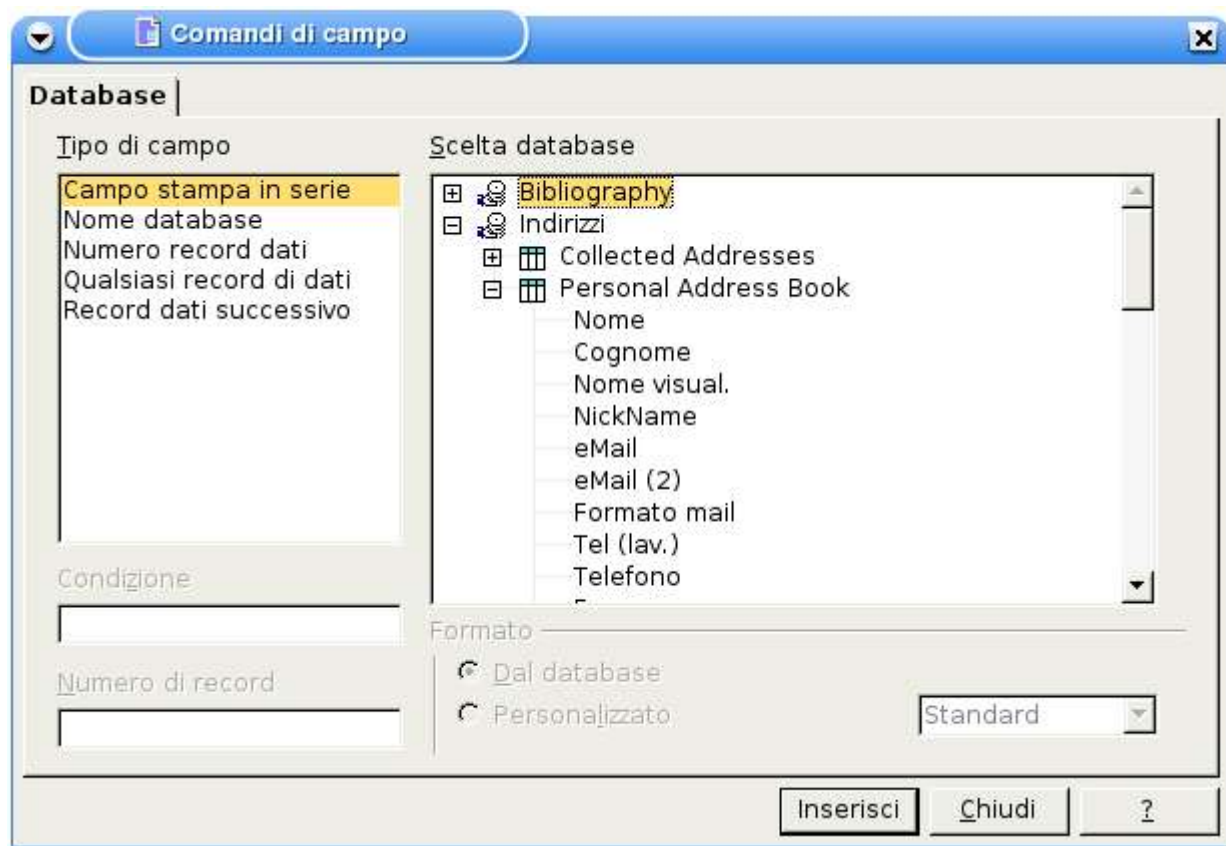 Comandi di campo
Database
Tipo di campo
Campo stampa in serie
Nome database
Numero record dati
Qualsiasi record di dati
Record dati successivo
Condizione
Numero di record
Scelta database
Bibliography
Indirizzi
Collected Addresses
Personal Address Book
Nome
Cognome
Nome visual.
NickName
eMail
eMail (2)
Formato mail
Tel (lav.)
Telefono
Formato
Dal database
Personalizzato
Standard
Inserisci
Chiudi
?